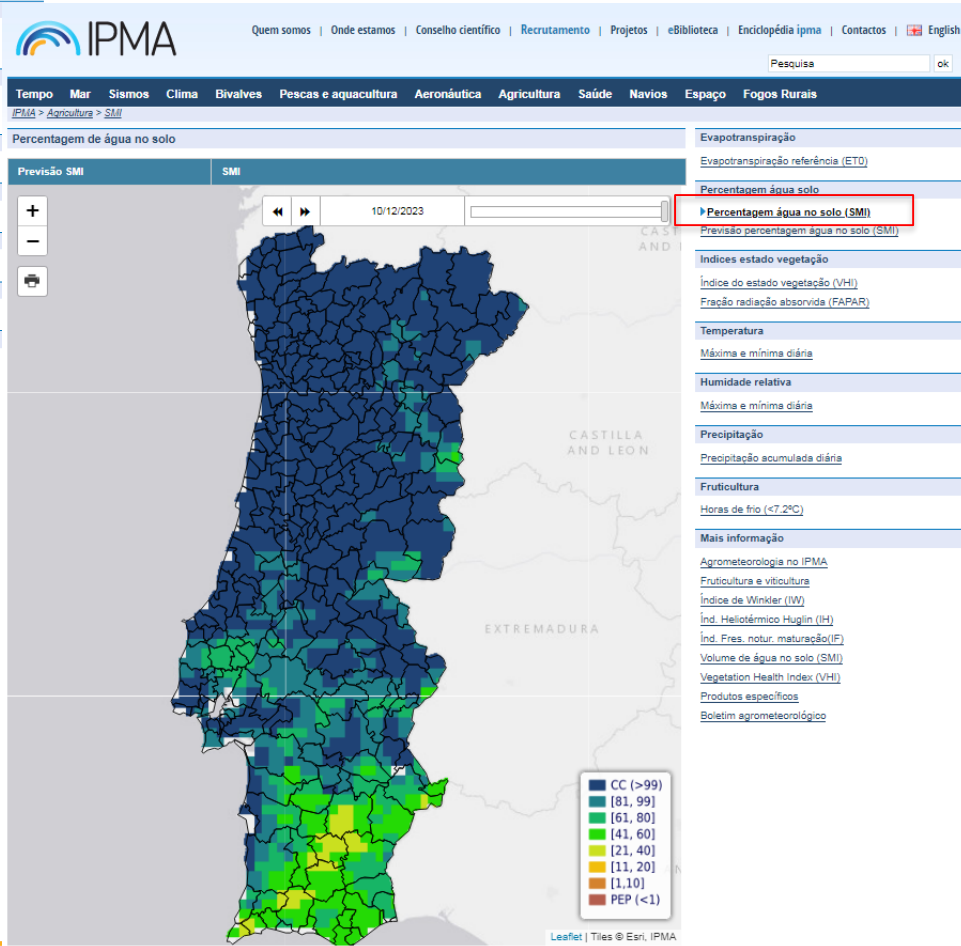 IPMA
Quem somos | Onde estamos | Conselho científico | Recrutamento | Projetos | eBiblioteca | Enciclopédia ipma | Contactos | English
Pesquisa ok
Tempo Mar Sismos Clima Bivalves Pescas e aquacultura Aeronáutica Agricultura Saúde Navios Espaço Fogos Rurais
IPMA > Agricultura > SMI
Percentagem de água no solo
Previsão SMI SMI
+
−
10/12/2023
CAST
AND
CASTILLA
AND LEON
EXTREMADURA
CC (>99)
[81, 99]
[61, 80]
[41, 60]
[21, 40]
[11, 20]
[1,10]
PEP (<1)
Leaflet | Tiles © Esri, IPMA
Evapotranspiração
Evapotranspiração referência (ET0)
Percentagem água solo
Percentagem água no solo (SMI)
Previsão percentagem água no solo (SMI)
Indices estado vegetação
Índice do estado vegetação (VHI)
Fração radiação absorvida (FAPAR)
Temperatura
Máxima e mínima diária
Humidade relativa
Máxima e mínima diária
Precipitação
Precipitação acumulada diária
Fruticultura
Horas de frio (<7.2ºC)
Mais informação
Agrometeorologia no IPMA
Fruticultura e viticultura
Índice de Winkler (IW)
Índ. Heliotérmico Huglin (IH)
Índ. Fres. notur. maturação(IF)
Volume de água no solo (SMI)
Vegetation Health Index (VHI)
Produtos específicos
Boletim agrometeorológico